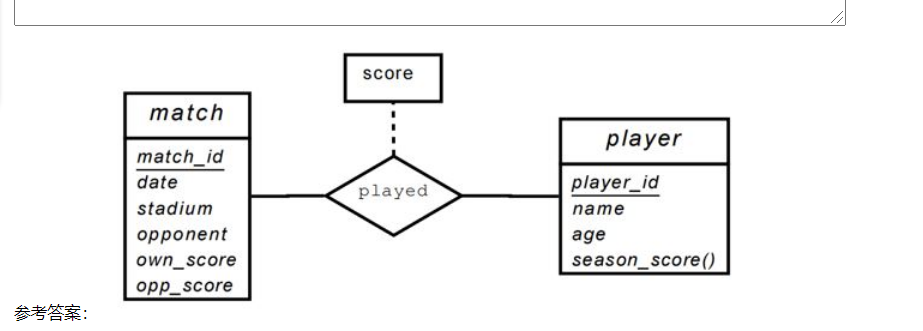 score
match
player
match_id
date
stadium
opponent
own_score
opp_score
played
player_id
name
age
season_score()
参考答案：